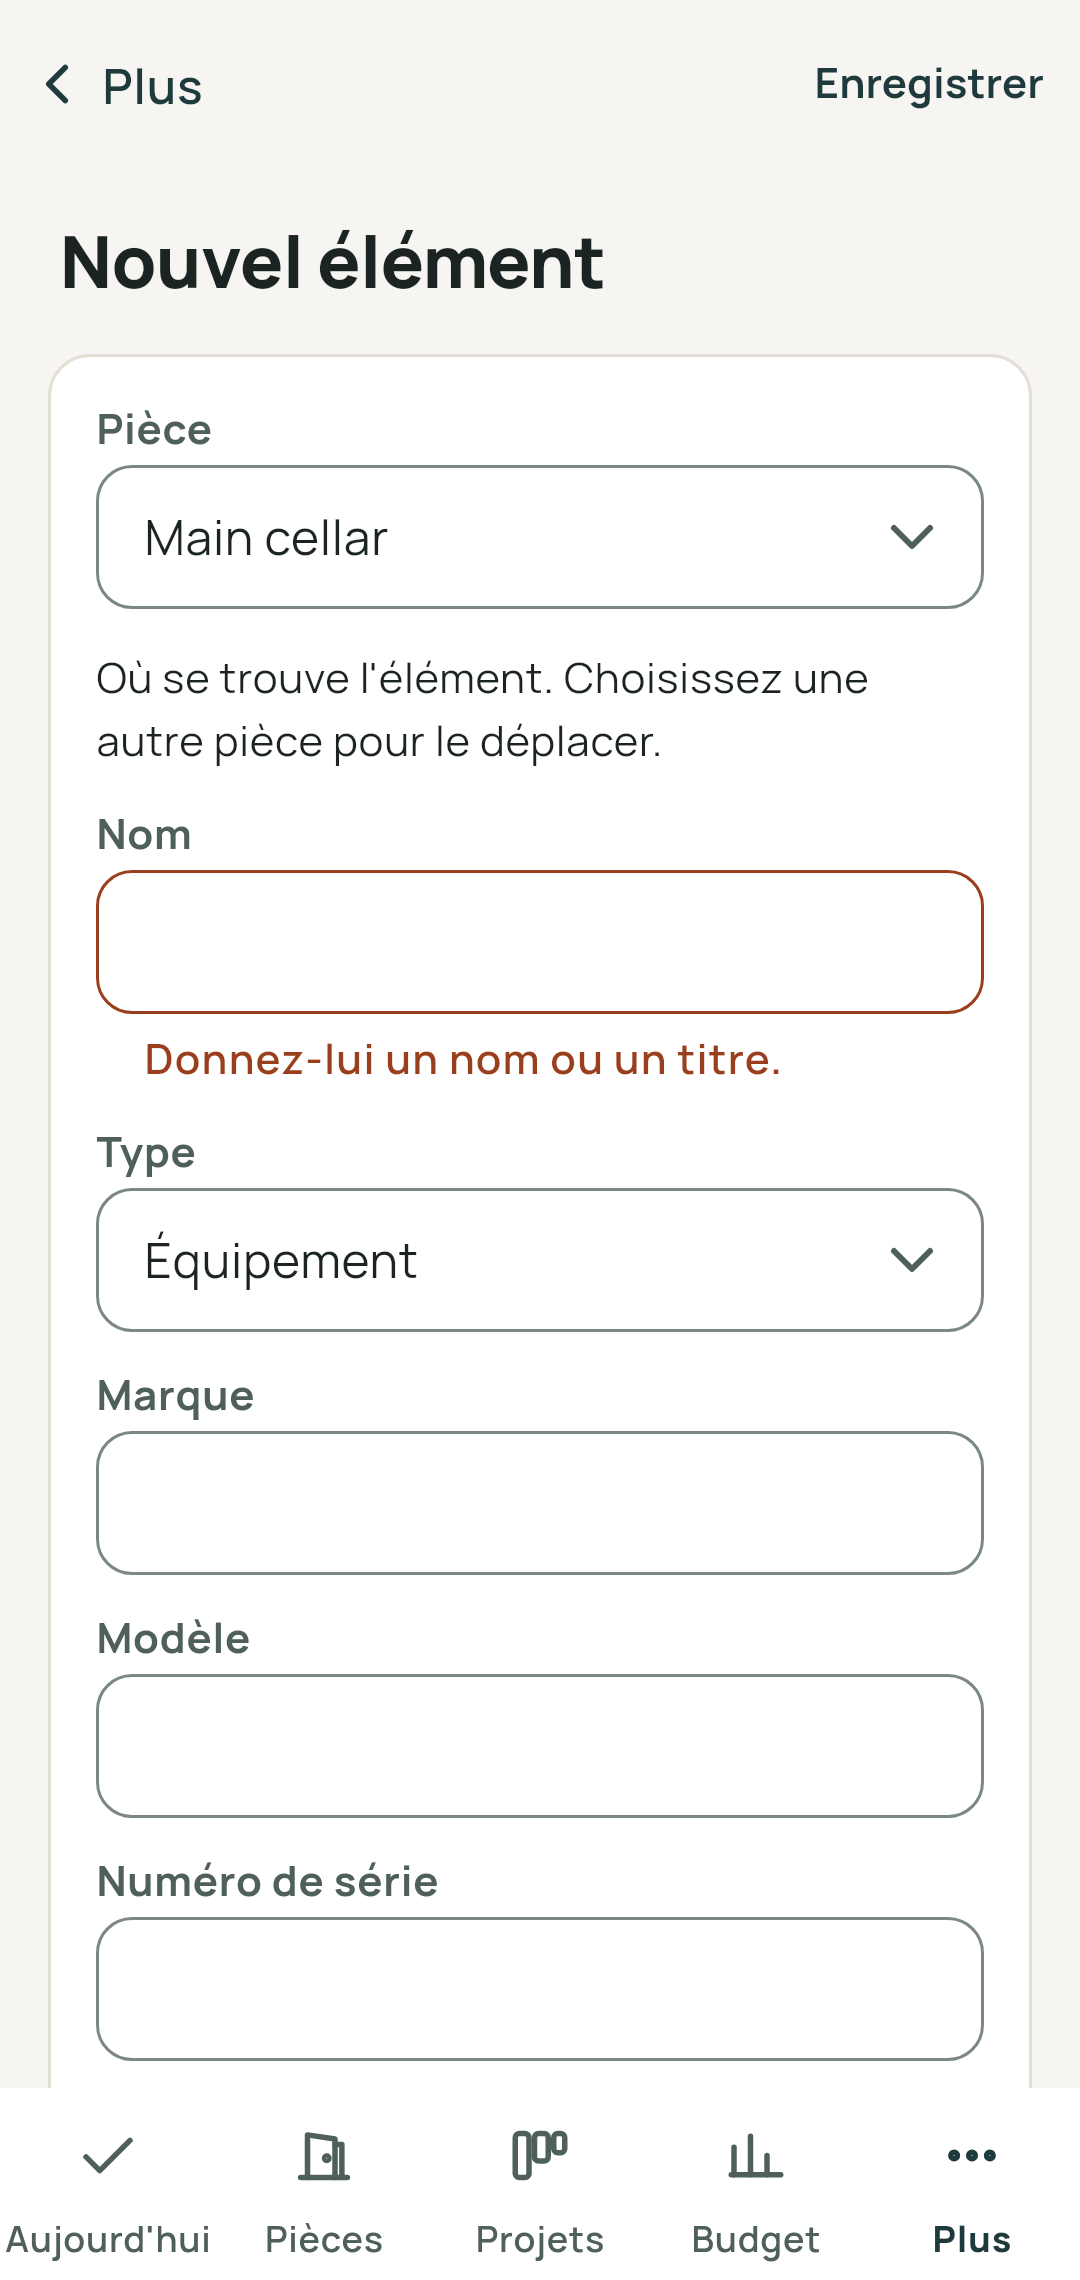 Plus
Enregistrer
Nouvel élément
Pièce
Main cellar
Où se trouve l'élément. Choisissez une
autre pièce pour le déplacer.
Nom
Donnez-lui un nom ou un titre.
Type
Équipement
Marque
Modèle
Numéro de série
Aujourd'hui
Pièces
Projets
Budget
Plus